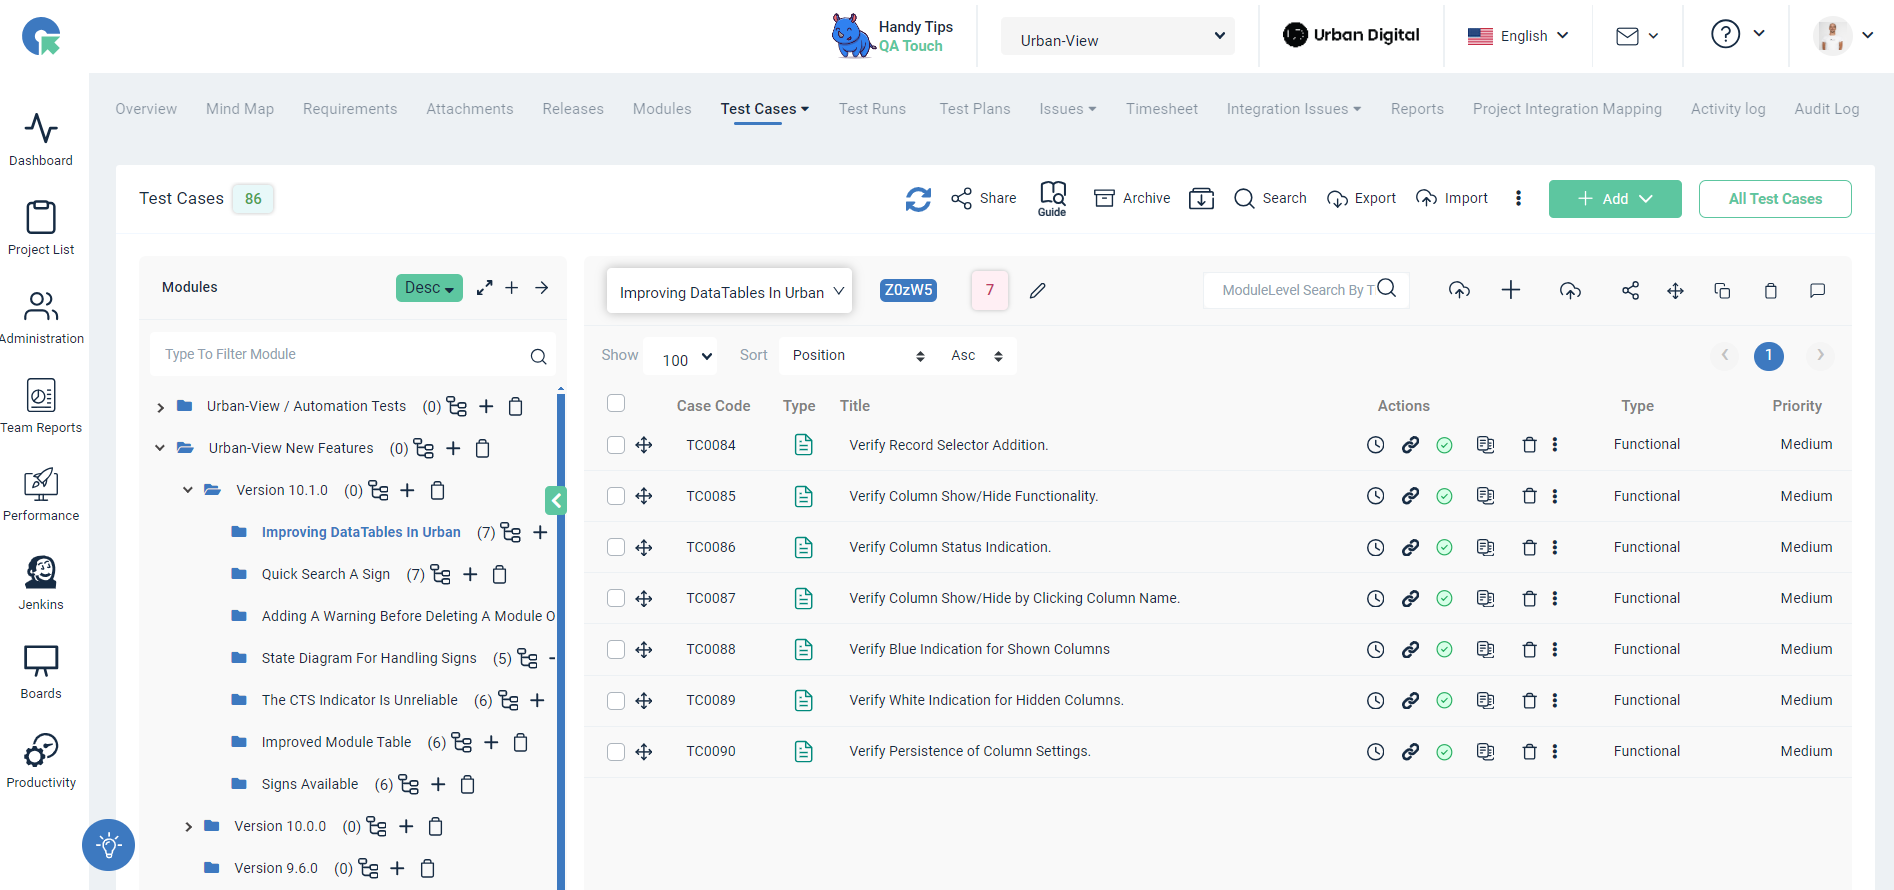 Handy Tips
QA Touch
Urban-View
Urban Digital
English
Overview Mind Map Requirements Attachments Releases Modules Test Cases Test Runs Test Plans Issues Timesheet Integration Issues Reports Project Integration Mapping Activity log Audit Log
Dashboard
Project List
Administration
Team Reports
Performance
Jenkins
Boards
Productivity
Test Cases 86
Share Guide Archive Search Export Import Add All Test Cases
Modules Desc
Type To Filter Module
Urban-View / Automation Tests (0)
Urban-View New Features (0)
Version 10.1.0 (0)
Improving DataTables In Urban (7)
Quick Search A Sign (7)
Adding A Warning Before Deleting A Module O
State Diagram For Handling Signs (5)
The CTS Indicator Is Unreliable (6)
Improved Module Table (6)
Signs Available (6)
Version 10.0.0 (0)
Version 9.6.0 (0)
Improving DataTables In Urban Z0zW5 7 ModuleLevel Search By T
Show 100 Sort Position Asc 1
Case Code Type Title Actions Type Priority
TC0084 Verify Record Selector Addition. Functional Medium
TC0085 Verify Column Show/Hide Functionality. Functional Medium
TC0086 Verify Column Status Indication. Functional Medium
TC0087 Verify Column Show/Hide by Clicking Column Name. Functional Medium
TC0088 Verify Blue Indication for Shown Columns Functional Medium
TC0089 Verify White Indication for Hidden Columns. Functional Medium
TC0090 Verify Persistence of Column Settings. Functional Medium